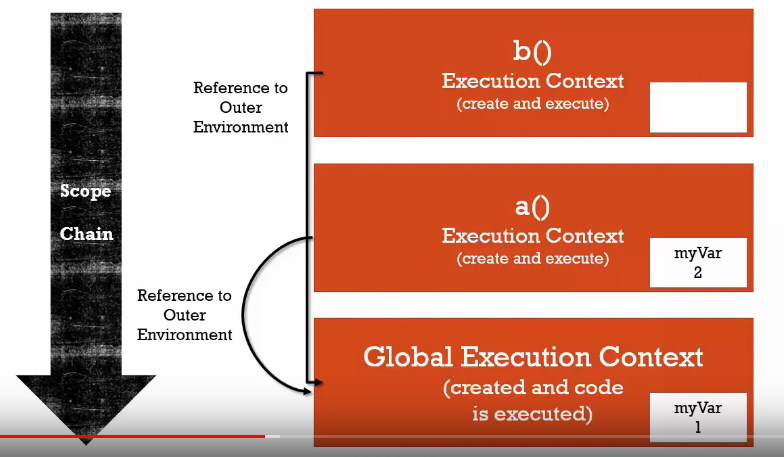 b()
Execution Context
(create and execute)
Reference to
Outer
Environment
Scope
Chain
a()
Execution Context
(create and execute)
myVar
2
Reference to
Outer
Environment
Global Execution Context
(created and code
is executed)
myVar
1